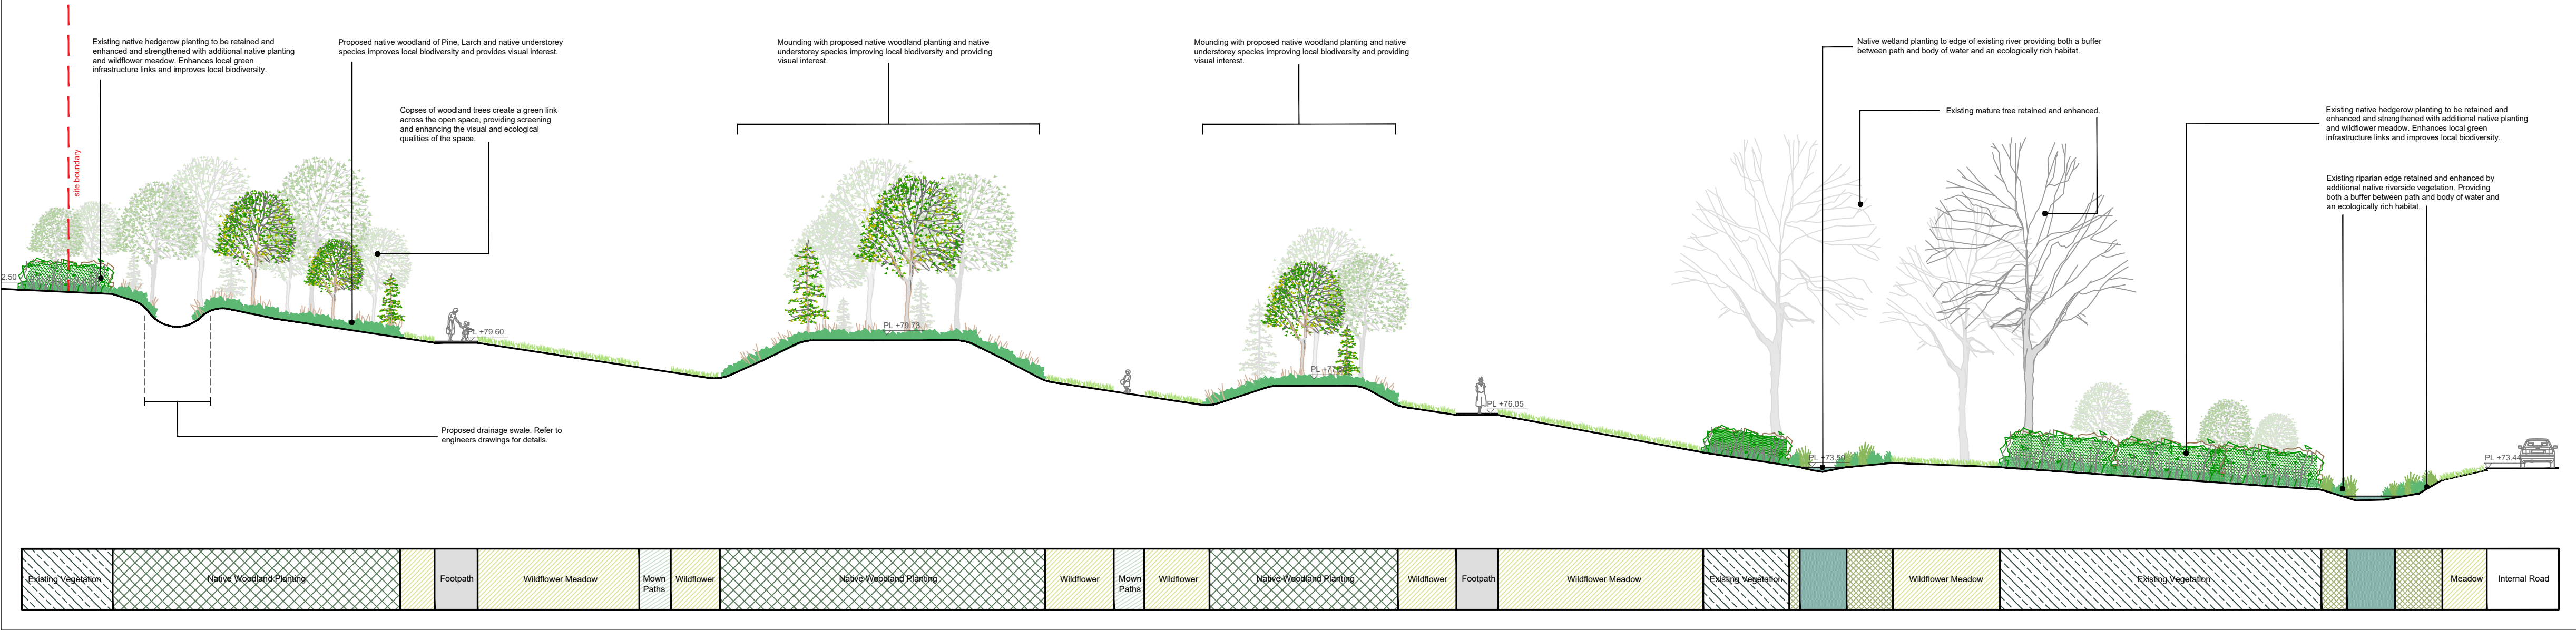 Existing native hedgerow planting to be retained and
enhanced and strengthened with additional native planting
and wildflower meadow. Enhances local green
infrastructure links and improves local biodiversity.
Proposed native woodland of Pine, Larch and native understorey
species improves local biodiversity and provides visual interest.
Copses of woodland trees create a green link
across the open space, providing screening
and enhancing the visual and ecological
qualities of the space.
Mounding with proposed native woodland planting and native
understorey species improving local biodiversity and providing
visual interest.
Mounding with proposed native woodland planting and native
understorey species improving local biodiversity and providing
visual interest.
Native wetland planting to edge of existing river providing both a buffer
between path and body of water and an ecologically rich habitat.
Existing mature tree retained and enhanced.
Existing native hedgerow planting to be retained and
enhanced and strengthened with additional native planting
and wildflower meadow. Enhances local green
infrastructure links and improves local biodiversity.
Existing riparian edge retained and enhanced by
additional native riverside vegetation. Providing
both a buffer between path and body of water and
an ecologically rich habitat.
site boundary
2.50
PL +79.60
PL +79.73
PL
PL +76.05
PL +73.50
PL +73.44
Proposed drainage swale. Refer to
engineers drawings for details.
Existing Vegetation
Native Woodland Planting
Footpath
Wildflower Meadow
Mown
Paths
Wildflower
Native Woodland Planting
Wildflower
Mown
Paths
Wildflower
Native Woodland Planting
Wildflower
Footpath
Wildflower Meadow
Existing Vegetation
Wildflower Meadow
Existing Vegetation
Meadow
Internal Road